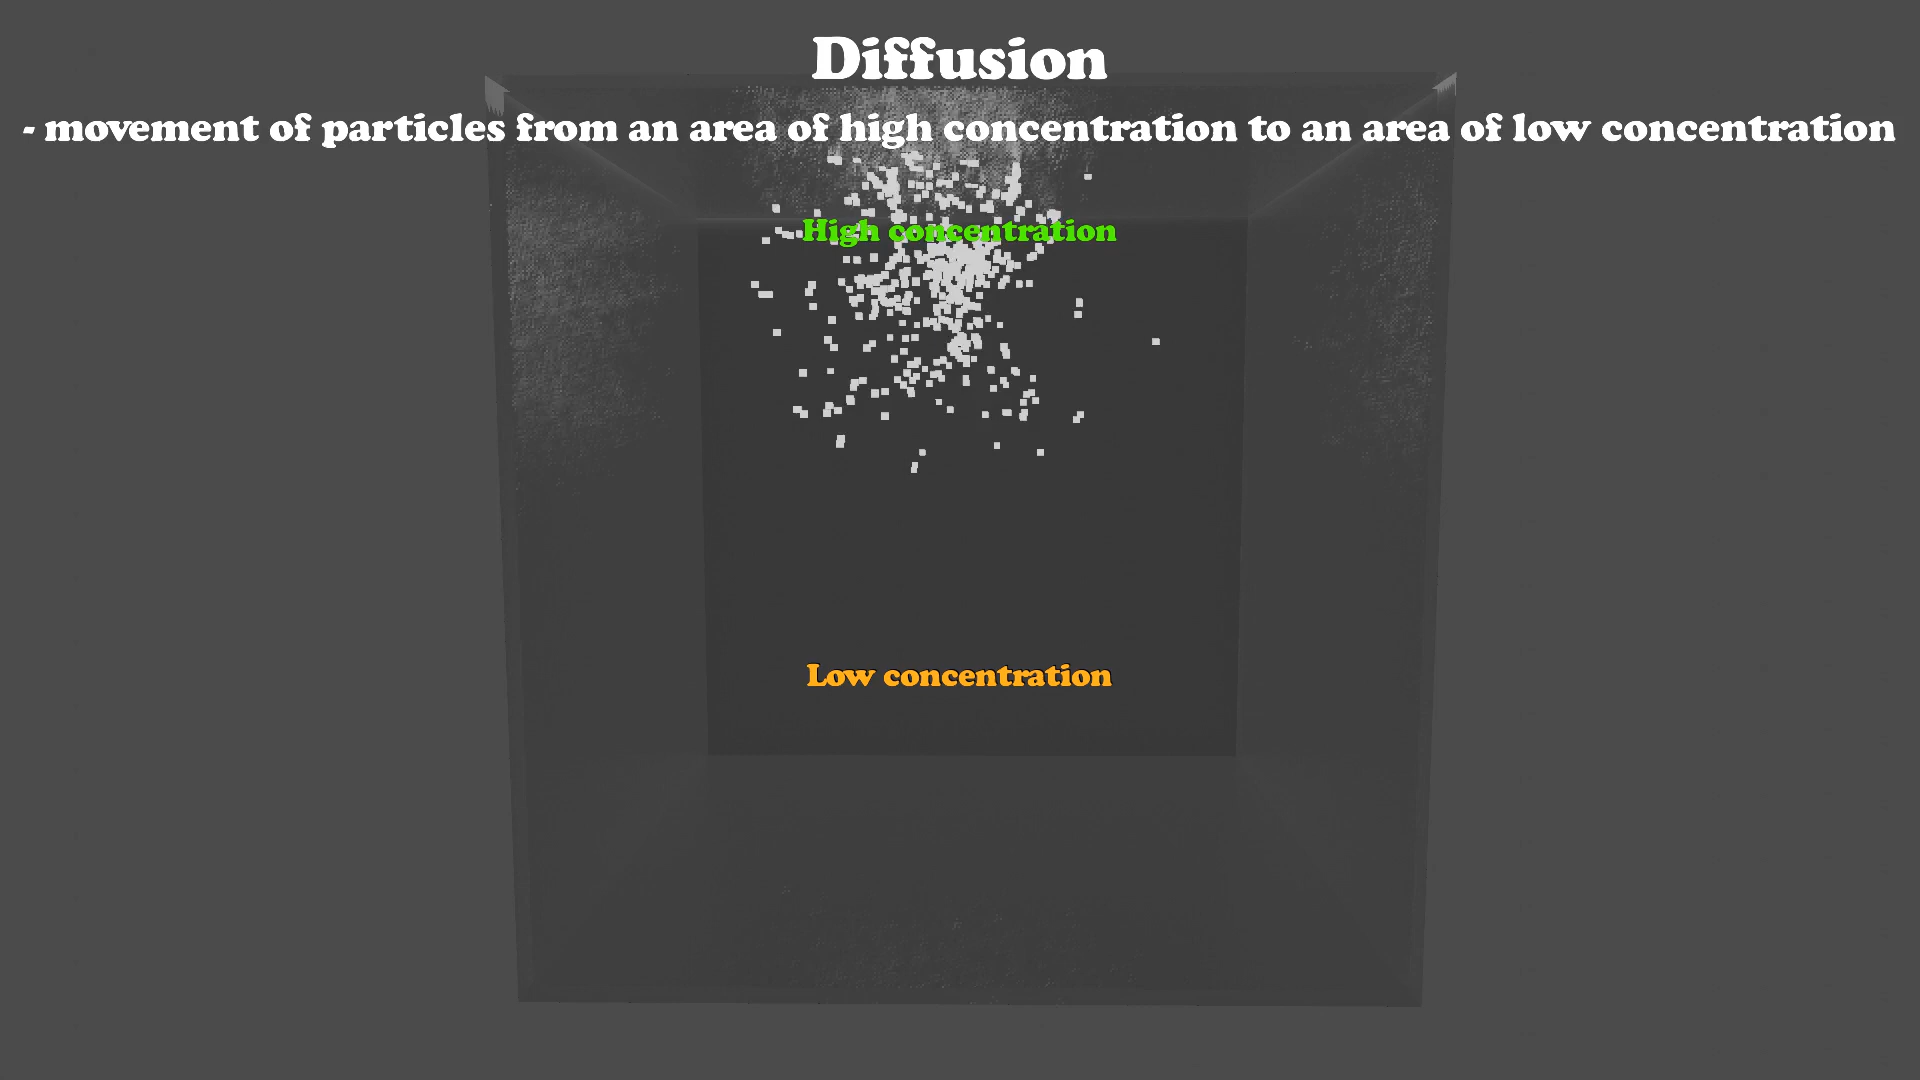 Diffusion
- movement of particles from an area of high concentration to an area of low concentration
High concentration
Low concentration